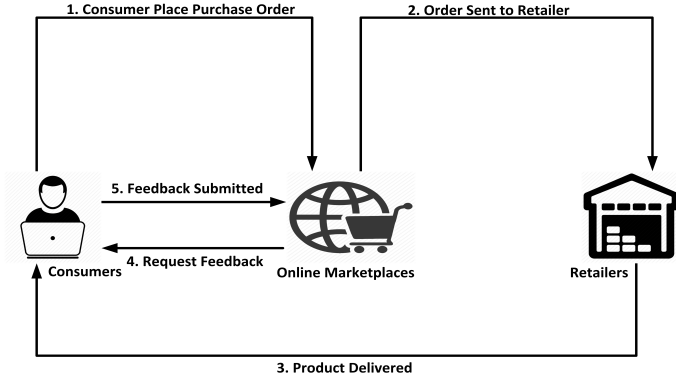 1. Consumer Place Purchase Order
2. Order Sent to Retailer
5. Feedback Submitted
4. Request Feedback
Consumers
Online Marketplaces
Retailers
3. Product Delivered